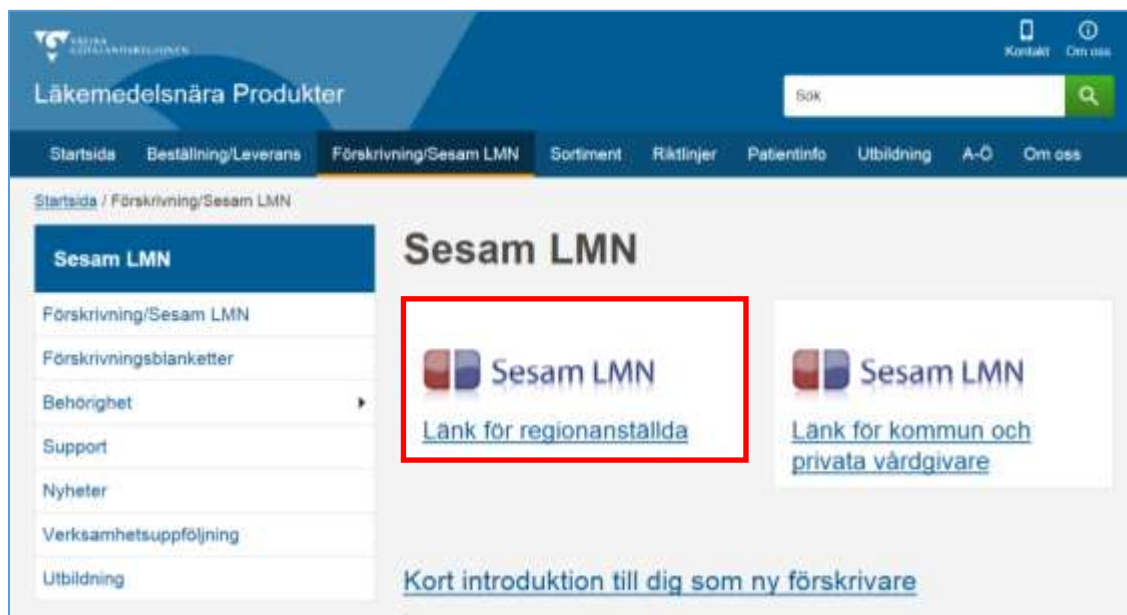 VÄSTRA
GÖTALANDSREGIONEN
Kontakt
Om oss
Läkemedelsnära Produkter
Sök
Startsida
Beställning/Leverans
Förskrivning/Sesam LMN
Sortiment
Riktlinjer
Patientinfo
Utbildning
A-Ö
Om oss
Startsida / Förskrivning/Sesam LMN
Sesam LMN
Förskrivning/Sesam LMN
Förskrivningsblanketter
Behörighet
Support
Nyheter
Verksamhetsuppföljning
Utbildning
Sesam LMN
Sesam LMN
Länk för regionanställda
Sesam LMN
Länk för kommun och
privata vårdgivare
Kort introduktion till dig som ny förskrivare